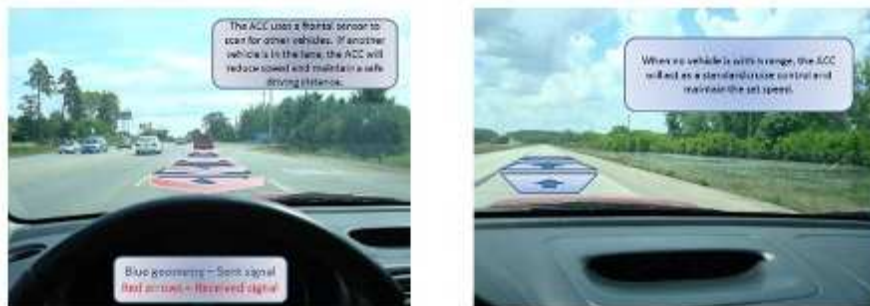 The ACC uses a frontal sensor to
scan for other vehicles. If another
vehicle is in the lane, the ACC will
reduce speed and maintain a safe
driving distance.
Blue geometry = Sent signal
Red arrows = Received signal
When no vehicle is within range, the ACC
will act as a standard cruise control and
maintain the set speed.